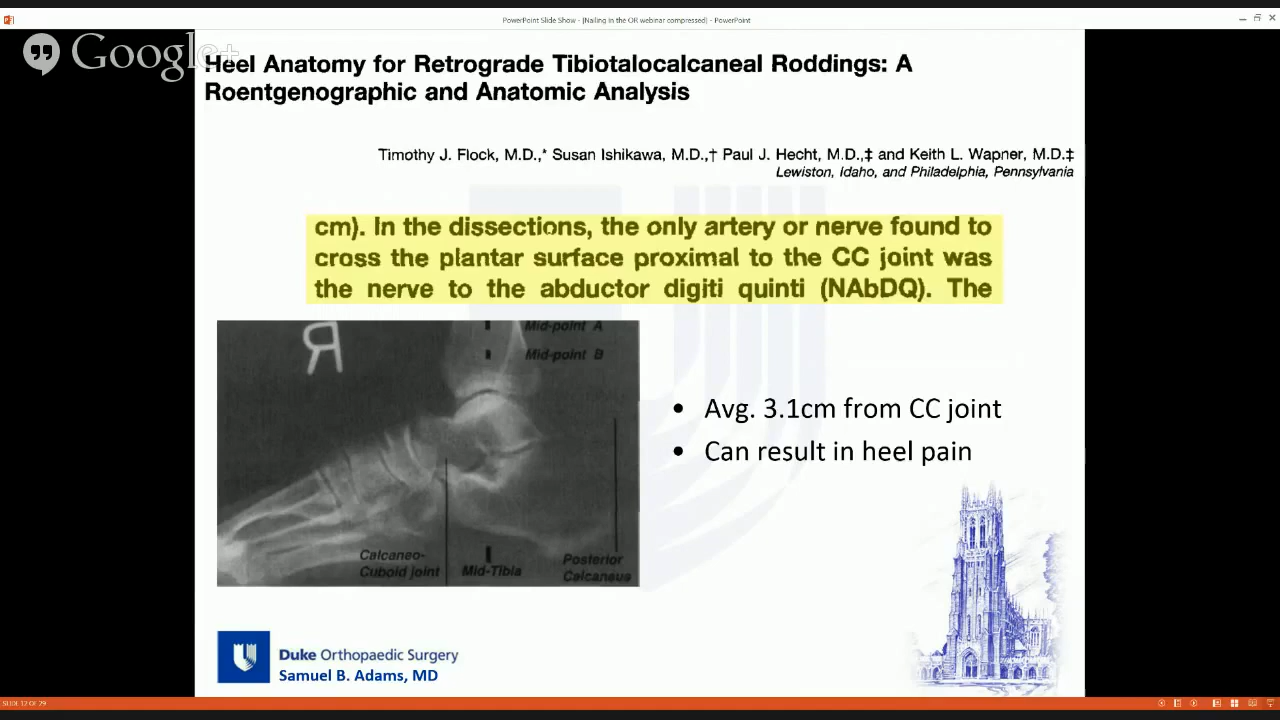 PowerPoint Slide Show - [Nailing in the OR webinar compressed] - PowerPoint
Google+
Heel Anatomy for Retrograde Tibiotalocalcaneal Roddings: A
Roentgenographic and Anatomic Analysis
Timothy J. Flock, M.D.,* Susan Ishikawa, M.D.,† Paul J. Hecht, M.D.,‡ and Keith L. Wapner, M.D.‡
Lewiston, Idaho, and Philadelphia, Pennsylvania
cm). In the dissections, the only artery or nerve found to
cross the plantar surface proximal to the CC joint was
the nerve to the abductor digiti quinti (NAbDQ). The
R
Mid-point A
Mid-point B
Calcaneo-
Cuboid joint
Mid-Tibia
Posterior
Calcaneus
• Avg. 3.1cm from CC joint
• Can result in heel pain
Duke Orthopaedic Surgery
Samuel B. Adams, MD
SLIDE 12 OF 29